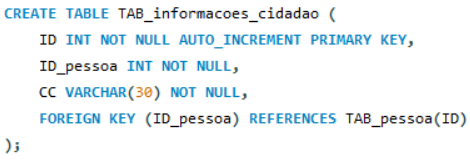 CREATE TABLE TAB_informacoes_cidadao (
    ID INT NOT NULL AUTO_INCREMENT PRIMARY KEY,
    ID_pessoa INT NOT NULL,
    CC VARCHAR(30) NOT NULL,
    FOREIGN KEY (ID_pessoa) REFERENCES TAB_pessoa(ID)
);